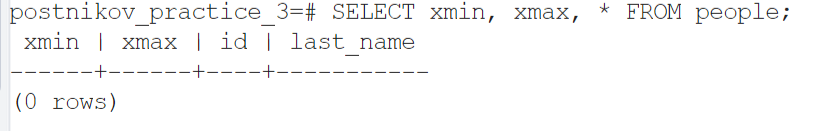 postnikov_practice_3=# SELECT xmin, xmax, * FROM people;
 xmin | xmax | id | last_name
------+------+----+-----------
(0 rows)